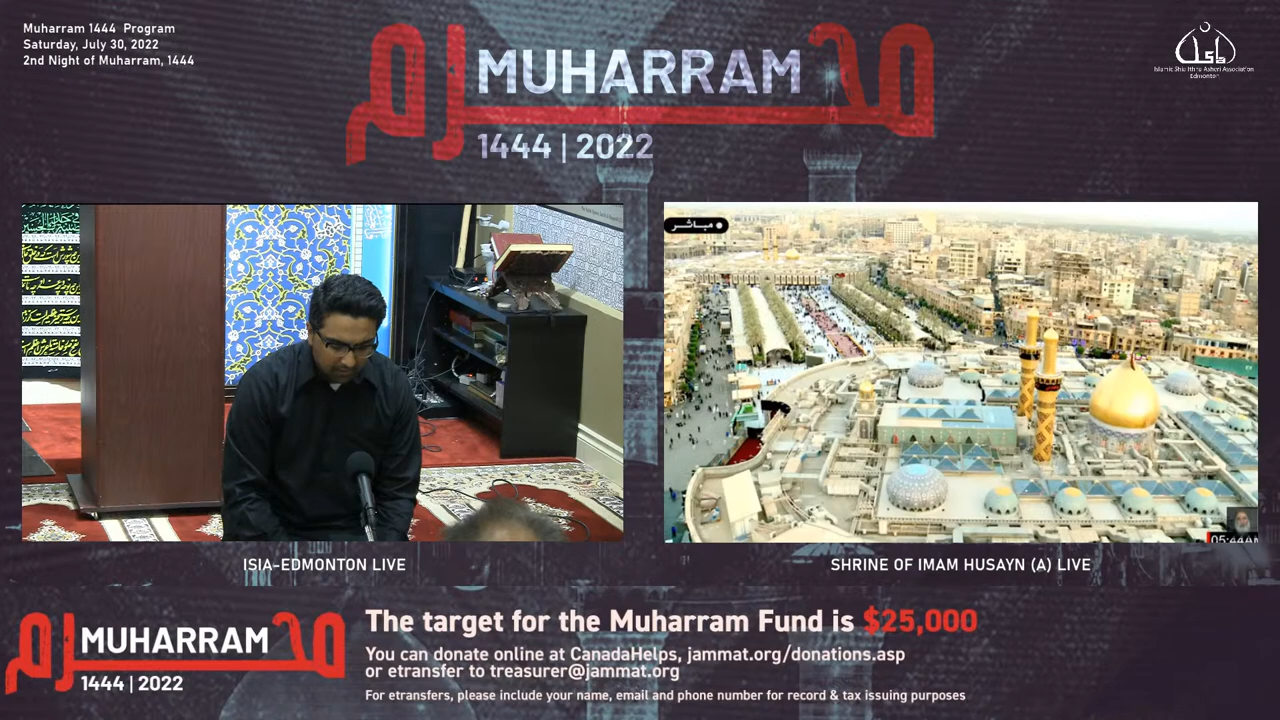 Muharram 1444 Program
Saturday, July 30, 2022
2nd Night of Muharram, 1444
محرم
MUHARRAM
1444 | 2022
Islamic Shia Ithna Asheri Association
Edmonton
مباشر
05:44AM
ISIA-EDMONTON LIVE
SHRINE OF IMAM HUSAYN (A) LIVE
محرم
MUHARRAM
1444 | 2022
The target for the Muharram Fund is $25,000
You can donate online at CanadaHelps, jammat.org/donations.asp
or etransfer to treasurer@jammat.org
For etransfers, please include your name, email and phone number for record & tax issuing purposes